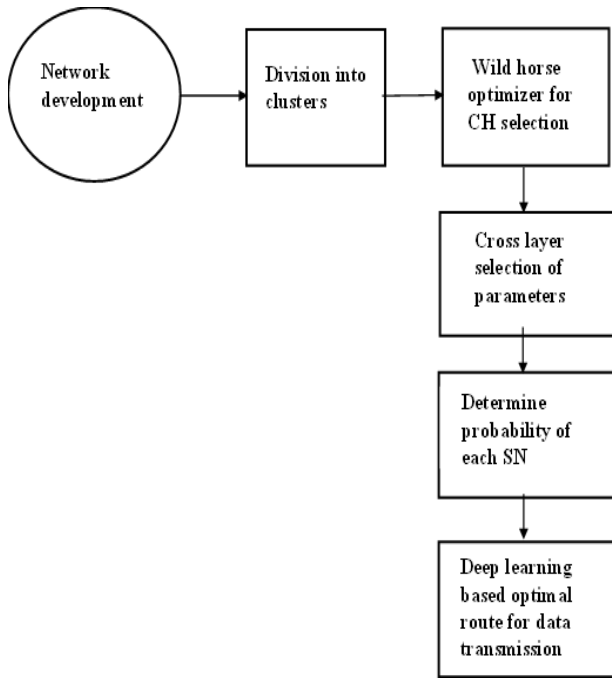 Network
development
Division into
clusters
Wild horse
optimizer for
CH selection
Cross layer
selection of
parameters
Determine
probability of
each SN
Deep learning
based optimal
route for data
transmission